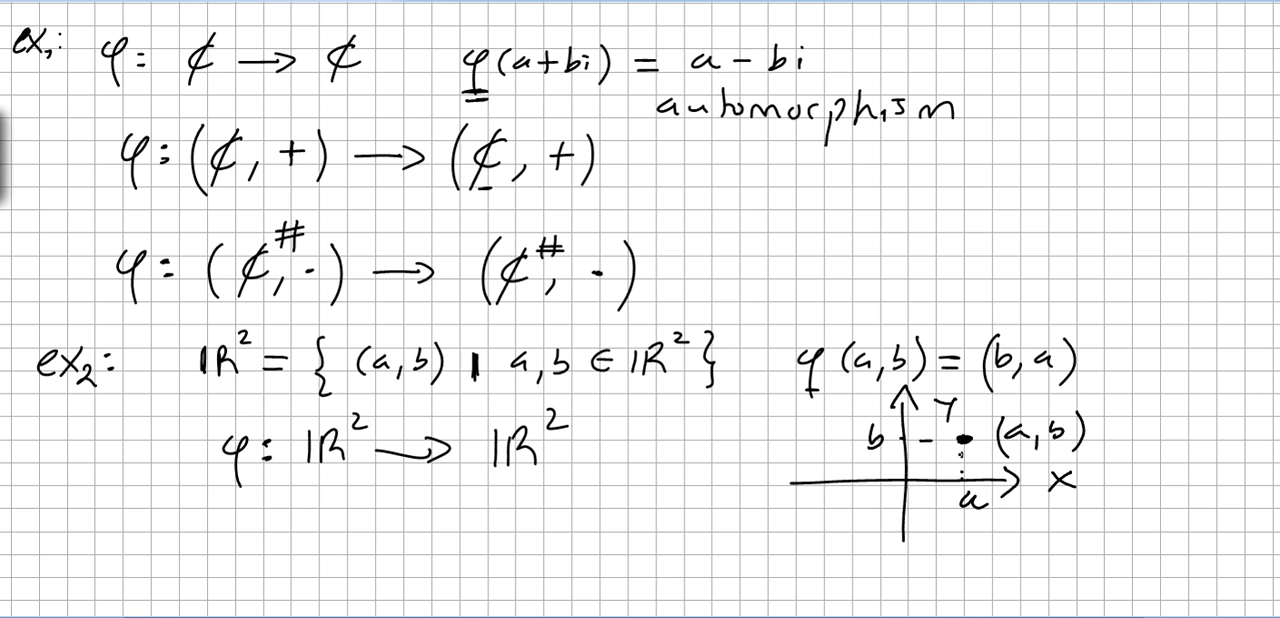 ex₁: φ: ₵ → ₵ φ(a+bi) = a - bi
automorphism
φ: (₵, +) → (₵, +)
φ: (₵^#, ·) → (₵^#, ·)
ex₂: ℝ² = { (a,b) | a,b ∈ ℝ² } φ(a,b) = (b,a)
φ: ℝ² → ℝ²
y
b (a,b)
a x